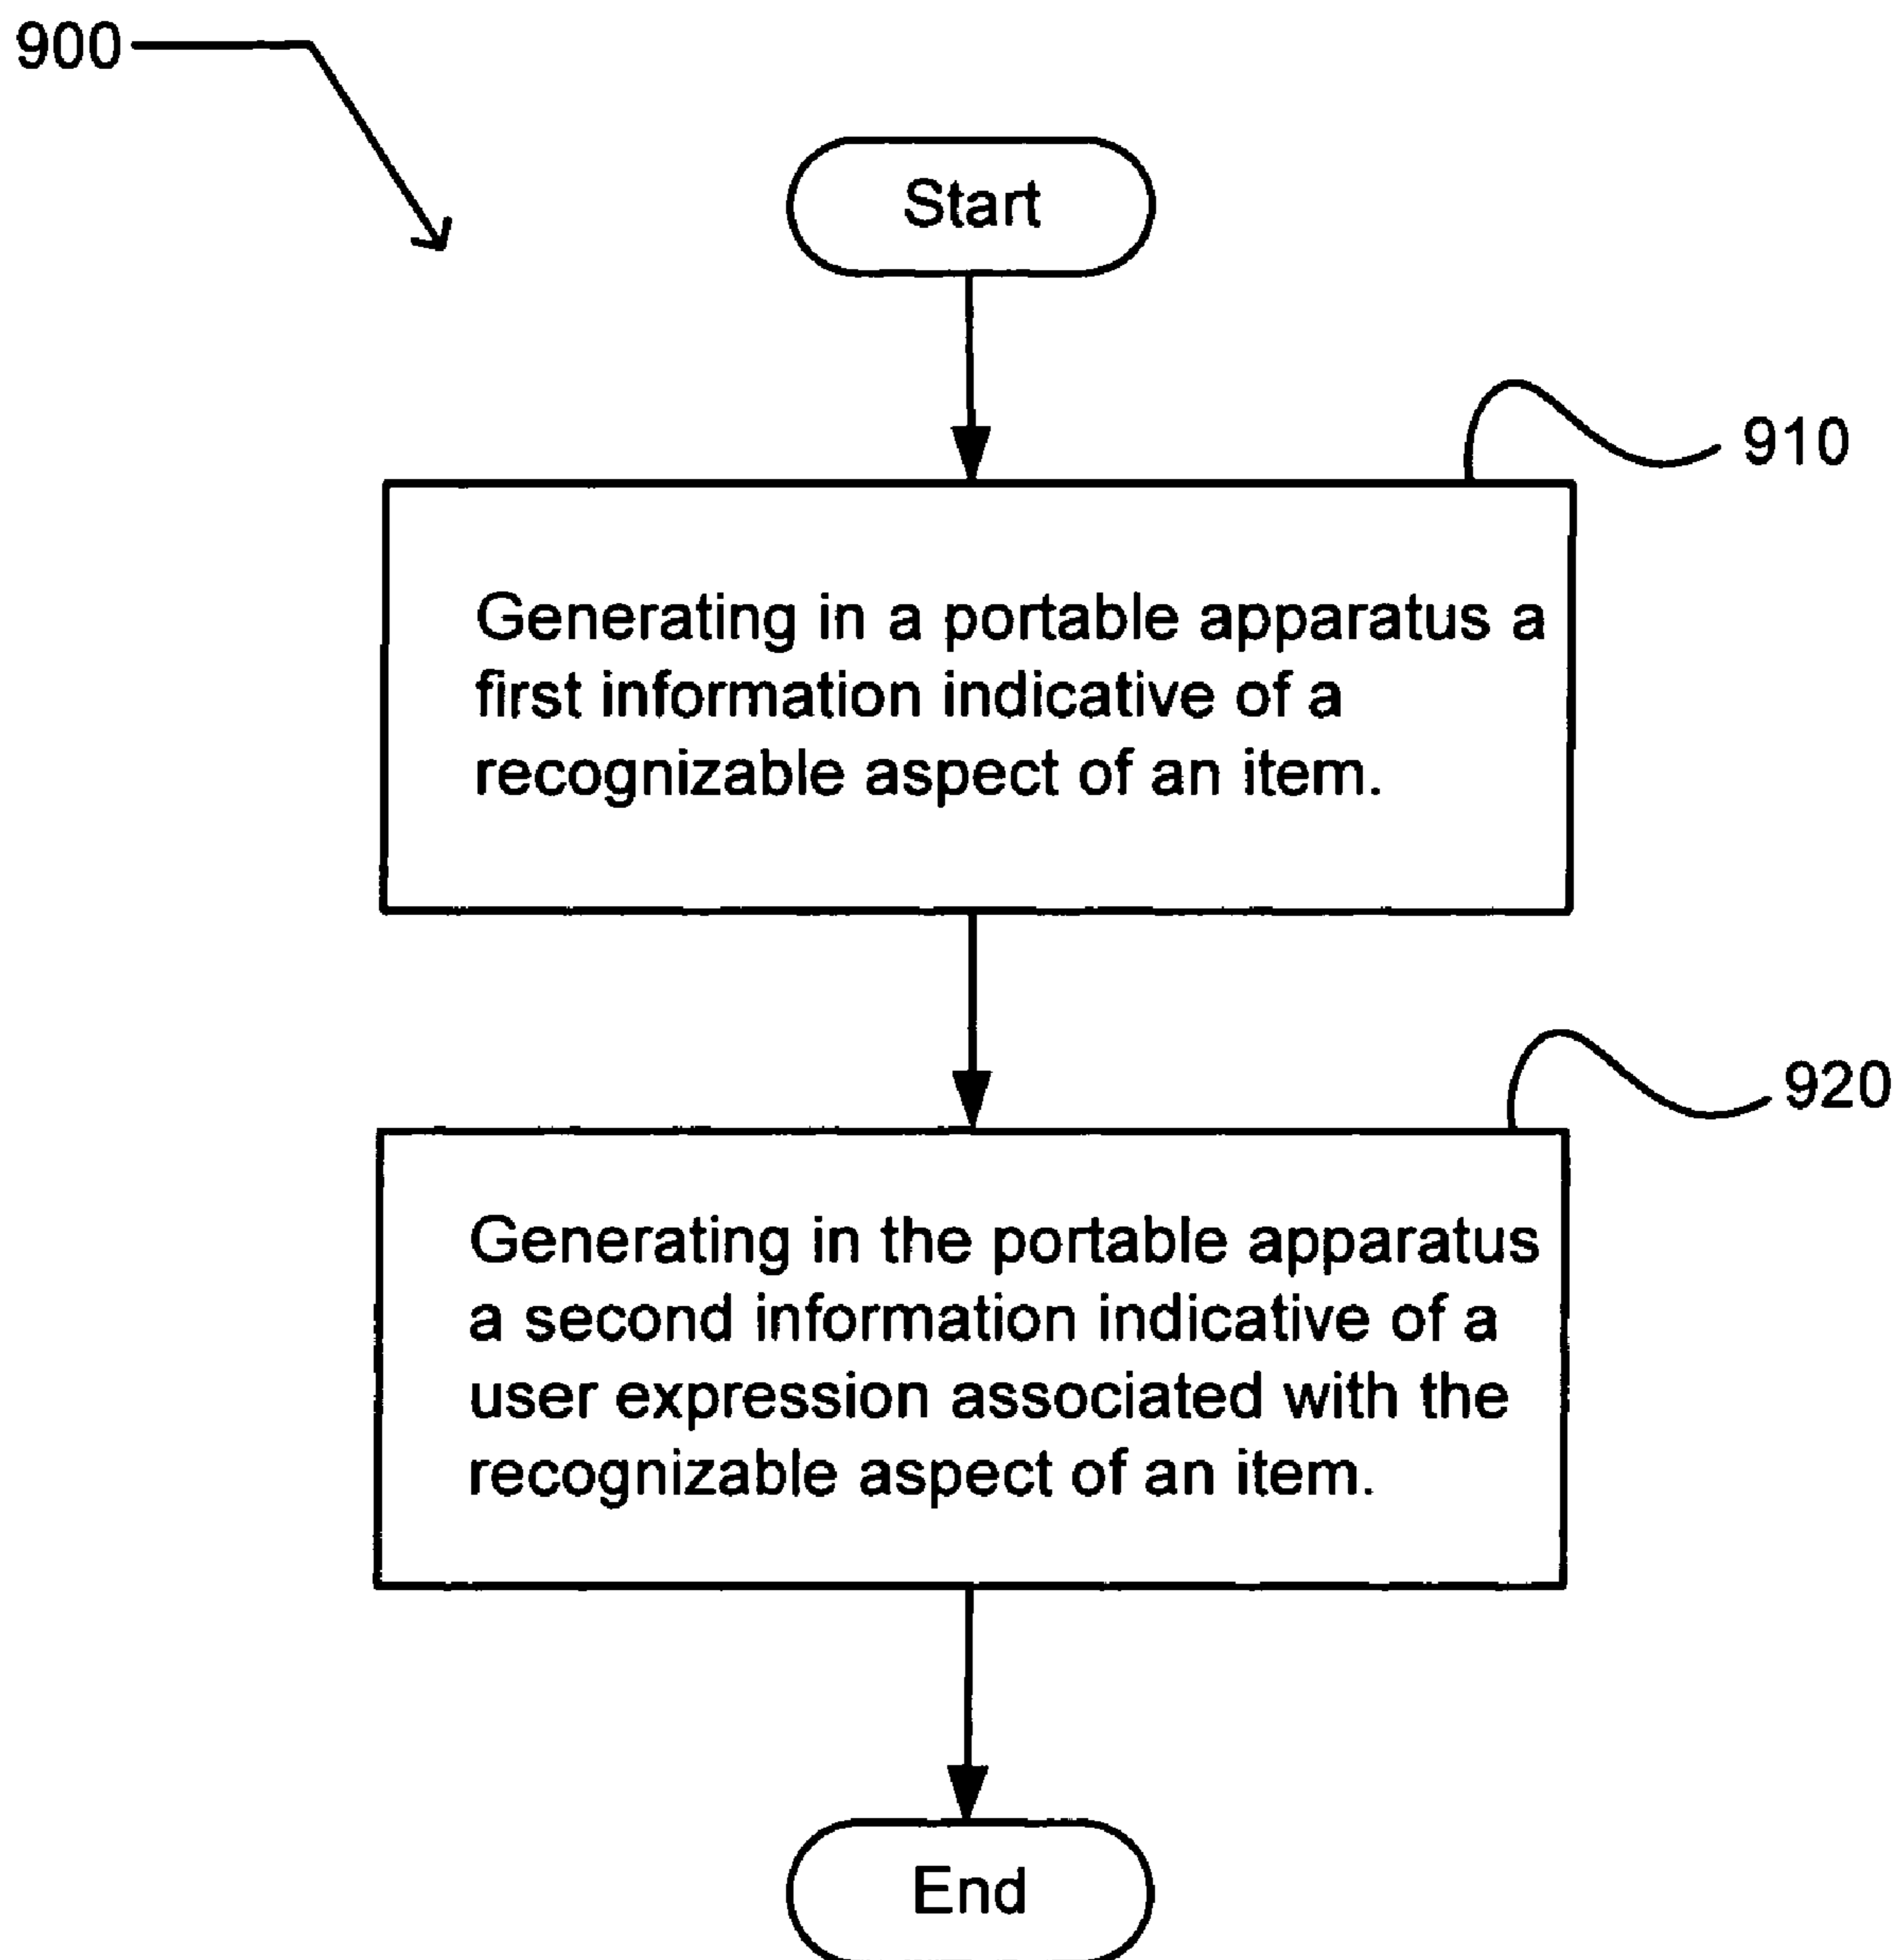 900
Start
910
Generating in a portable apparatus a
first information indicative of a
recognizable aspect of an item.
920
Generating in the portable apparatus
a second information indicative of a
user expression associated with the
recognizable aspect of an item.
End